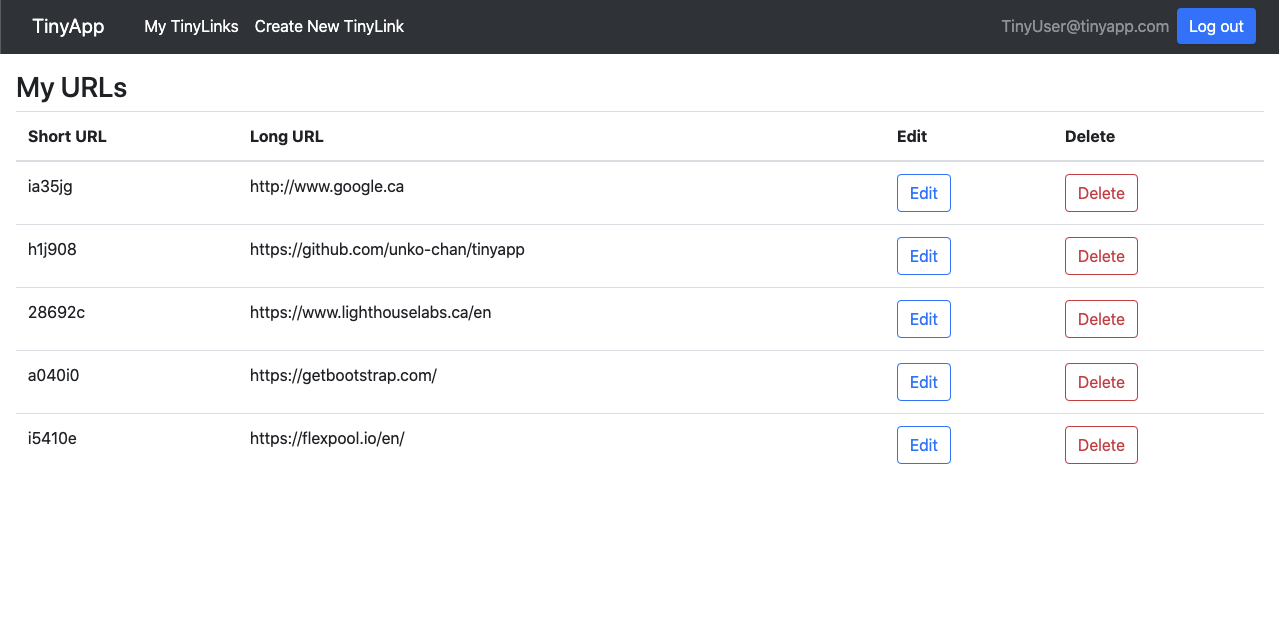 TinyApp My TinyLinks Create New TinyLink TinyUser@tinyapp.com Log out
My URLs
Short URL Long URL Edit Delete
ia35jg http://www.google.ca Edit Delete
h1j908 https://github.com/unko-chan/tinyapp Edit Delete
28692c https://www.lighthouselabs.ca/en Edit Delete
a040i0 https://getbootstrap.com/ Edit Delete
i5410e https://flexpool.io/en/ Edit Delete